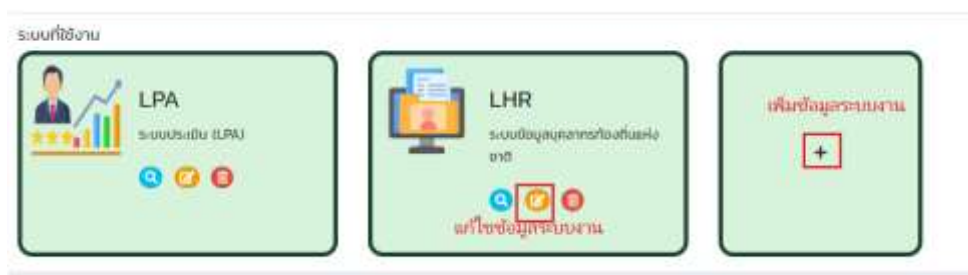 ระบบที่ใช้งาน
LPA
ระบบประเมิน (LPA)
LHR
ระบบข้อมูลบุคลากรท้องถิ่นแห่ง
ชาติ
แก้ไขข้อมูลระบบงาน
เพิ่มข้อมูลระบบงาน
+